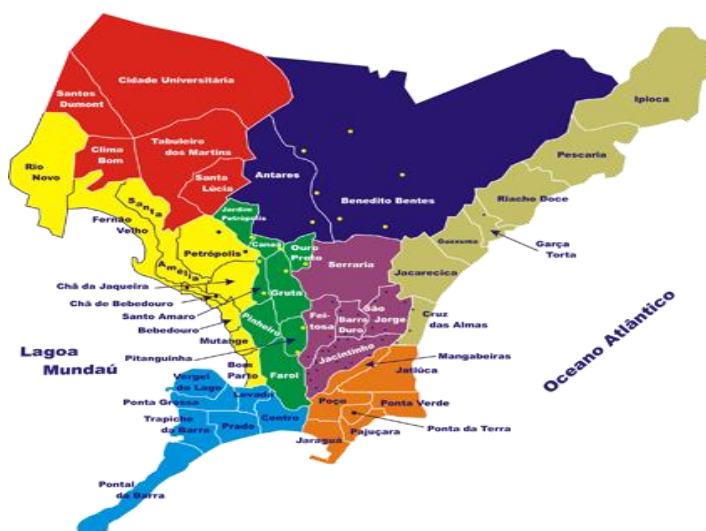 Cidade Universitária
Santos
Dumont
Clima
Bom
Tabuleiro
dos Martins
Santa
Lúcia
Rio
Novo
Ipioca
Pescaria
Riacho Doce
Antares
Benedito Bentes
Garça
Torta
Guaxuma
Jacarecica
Santa
Amélia
Fernão
Velho
Jardim
Petrópolis
Canaã
Ouro
Preto
Serraria
Petrópolis
Chã da Jaqueira
Chã de Bebedouro
Santo Amaro
Bebedouro
Mutange
Pitanguinha
Gruta
Pinheiro
Farol
Bom
Parto
Fei-
tosa
Barro
Duro
São
Jorge
Jacintinho
Cruz
das Almas
Mangabeiras
Jatiúca
Lagoa
Mundaú
Oceano Atlântico
Vergel
do Lago
Levada
Ponta Grossa
Trapiche
da Barra
Prado
Centro
Poço
Ponta Verde
Ponta da Terra
Jaraguá
Pajuçara
Pontal
da Barra